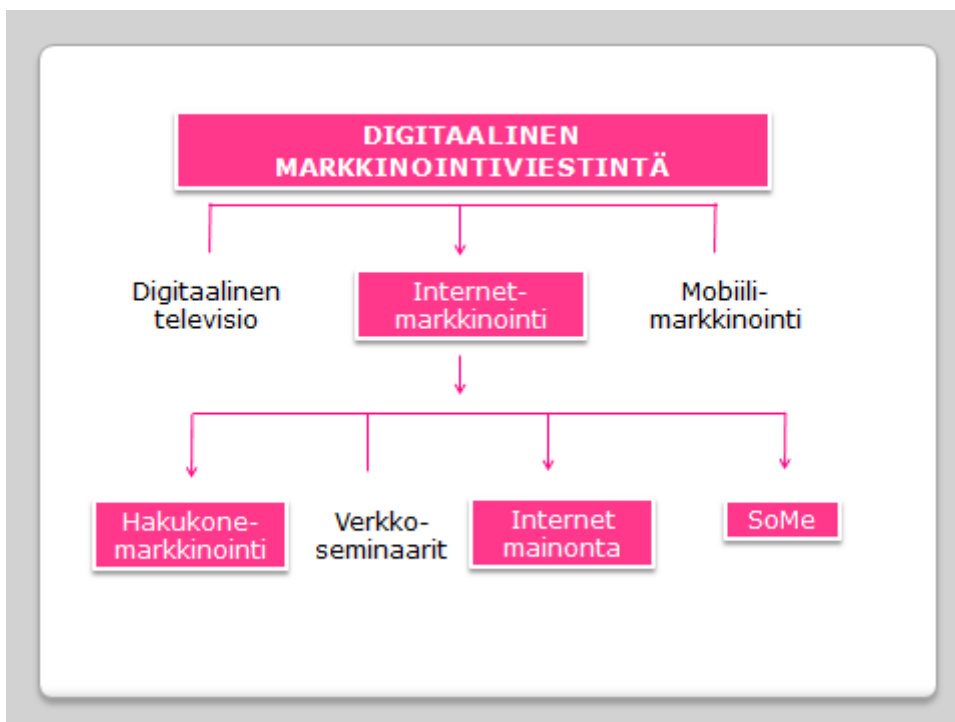 DIGITAALINEN
MARKKINOINTIVIESTINTÄ
Digitaalinen
televisio
Internet-
markkinointi
Mobiili-
markkinointi
Hakukone-
markkinointi
Verkko-
seminaarit
Internet
mainonta
SoMe